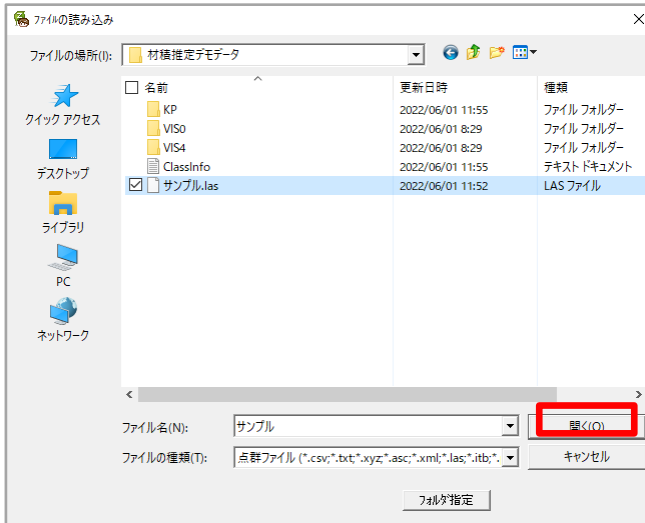 ファイルの読み込み
ファイルの場所(I): 材積推定デモデータ
名前 更新日時 種類
KP 2022/06/01 11:55 ファイル フォルダー
VIS0 2022/06/01 8:29 ファイル フォルダー
VIS4 2022/06/01 8:29 ファイル フォルダー
ClassInfo 2022/06/01 11:55 テキスト ドキュメント
サンプル.las 2022/06/01 11:52 LAS ファイル
クイック アクセス
デスクトップ
ライブラリ
PC
ネットワーク
ファイル名(N): サンプル 開く(O)
ファイルの種類(T): 点群ファイル (*.csv;*.txt;*.xyz;*.asc;*.xml;*.las;*.itb;*. キャンセル
フォルダ指定